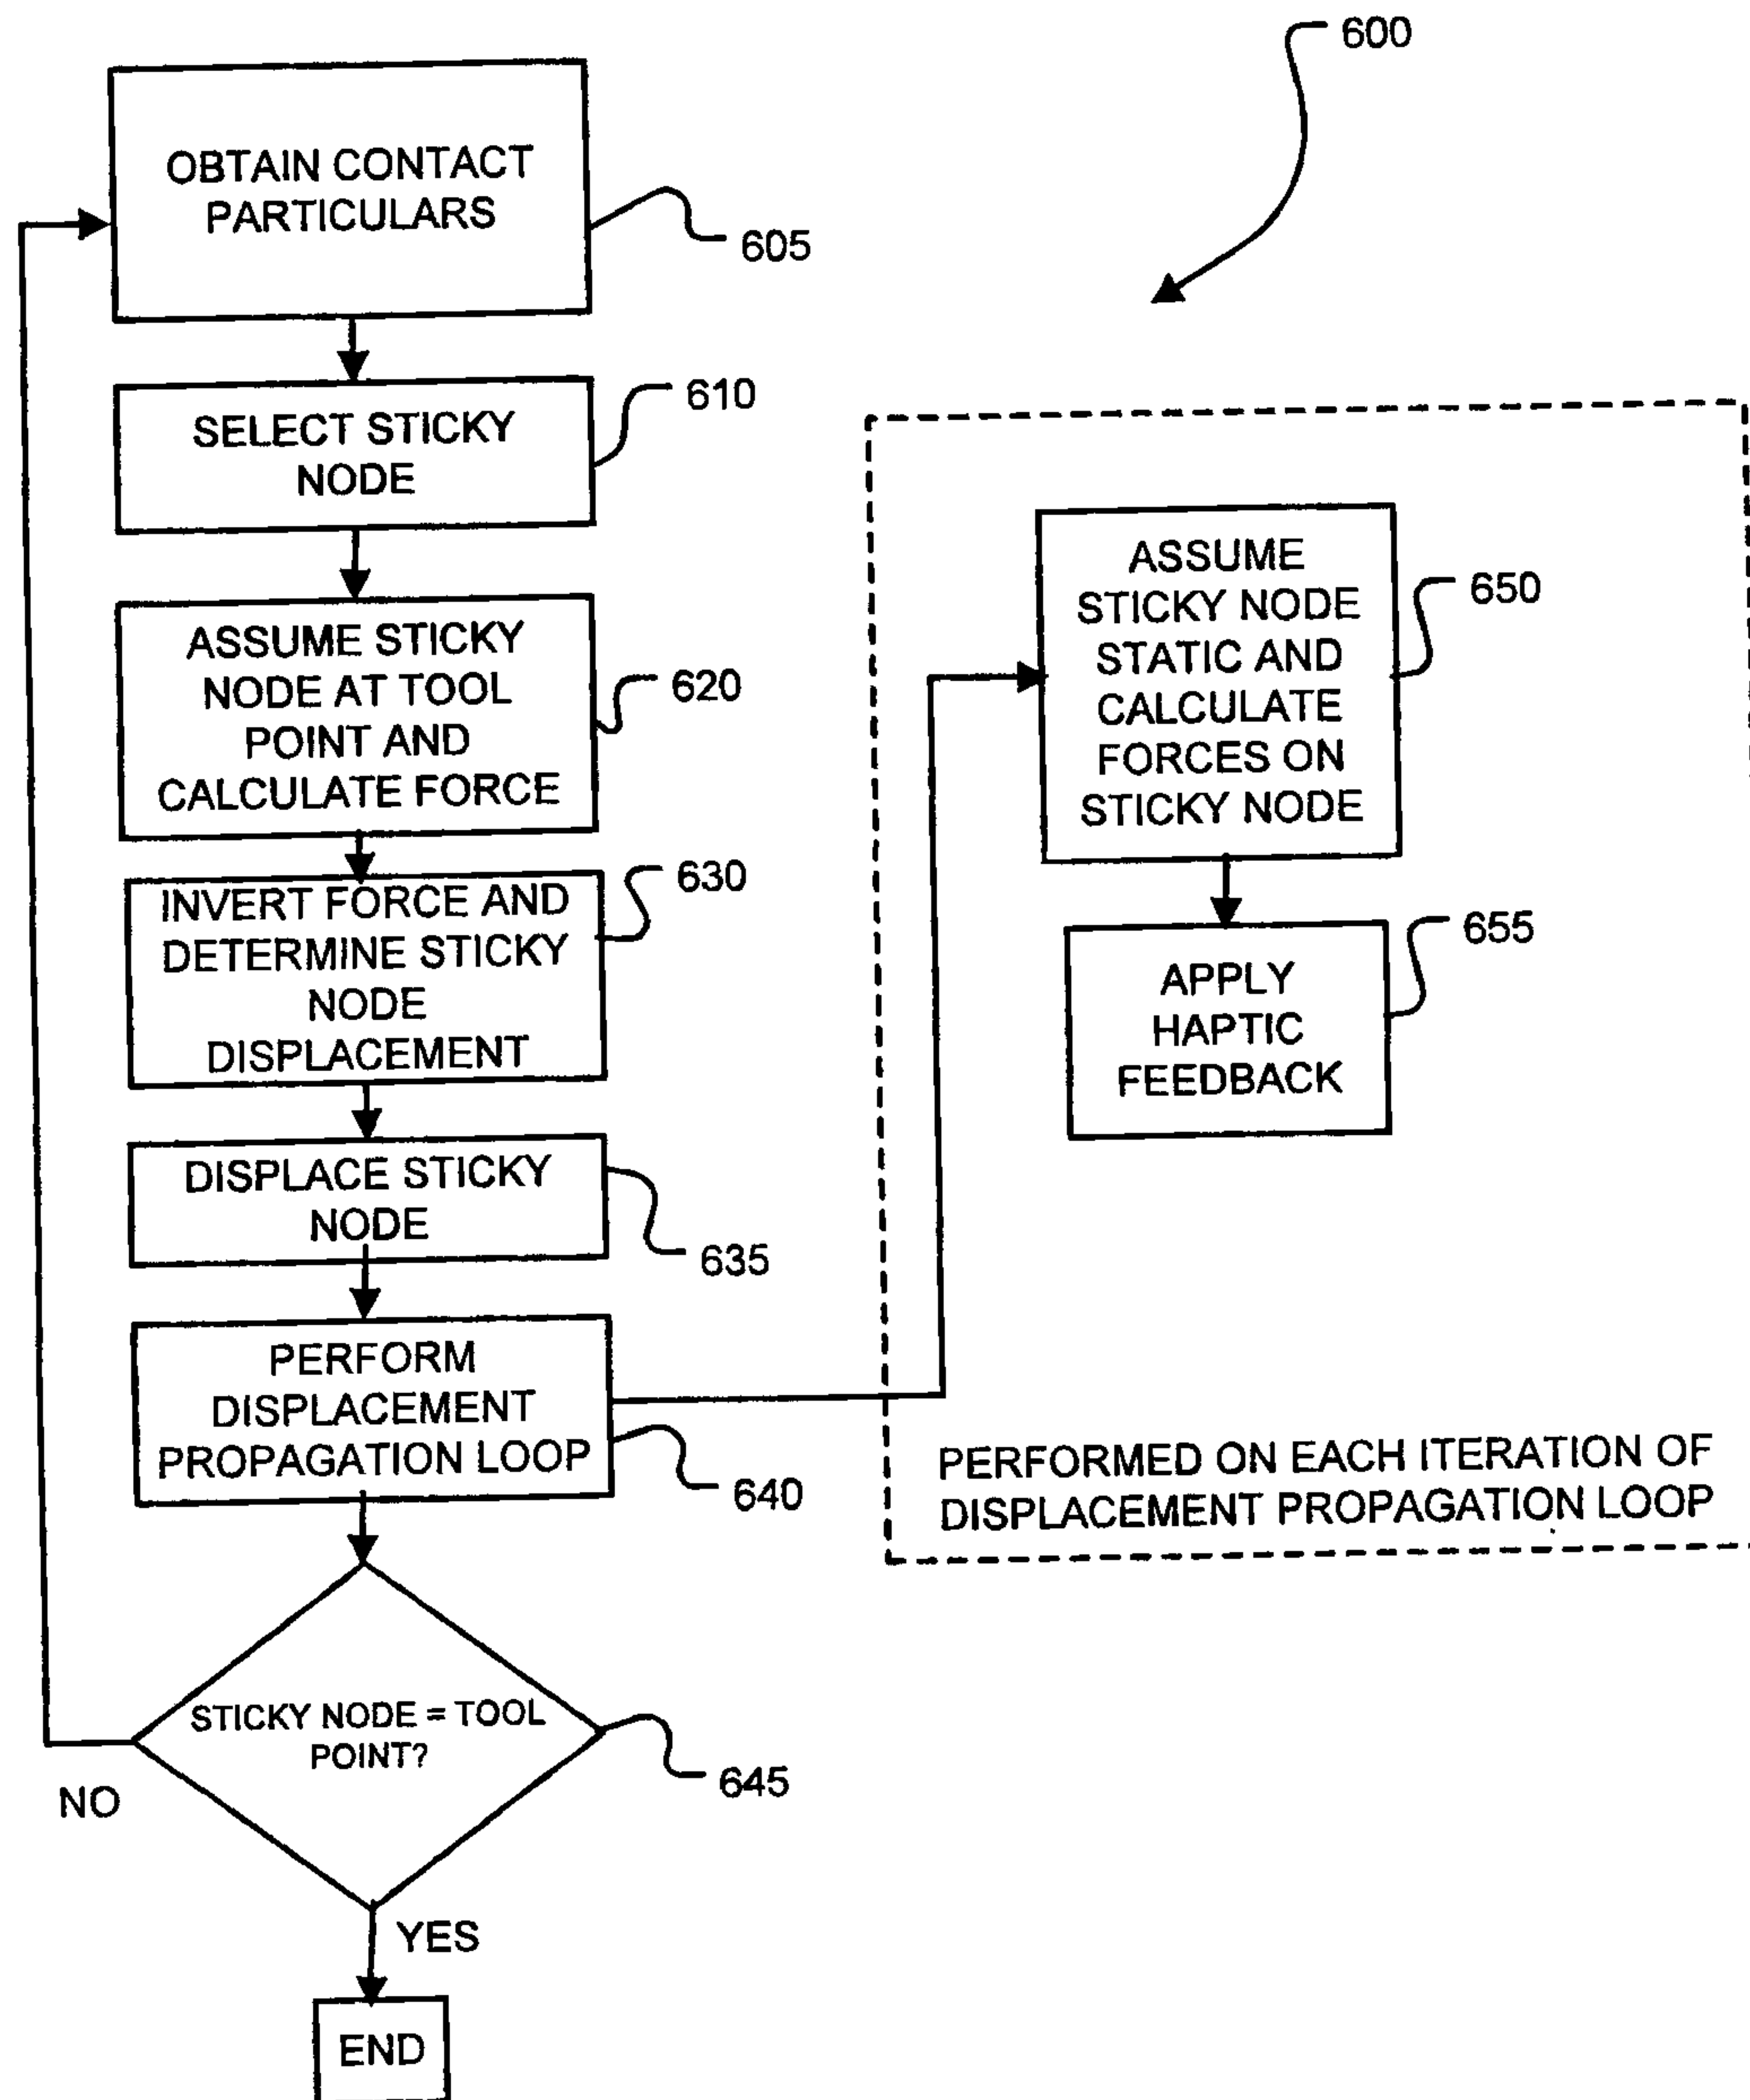 600
OBTAIN CONTACT
PARTICULARS
605
SELECT STICKY
NODE
610
ASSUME STICKY
NODE AT TOOL
POINT AND
CALCULATE FORCE
620
INVERT FORCE AND
DETERMINE STICKY
NODE
DISPLACEMENT
630
DISPLACE STICKY
NODE
635
PERFORM
DISPLACEMENT
PROPAGATION LOOP
640
STICKY NODE = TOOL
POINT?
645
NO
YES
END
ASSUME
STICKY NODE
STATIC AND
CALCULATE
FORCES ON
STICKY NODE
650
APPLY
HAPTIC
FEEDBACK
655
PERFORMED ON EACH ITERATION OF
DISPLACEMENT PROPAGATION LOOP